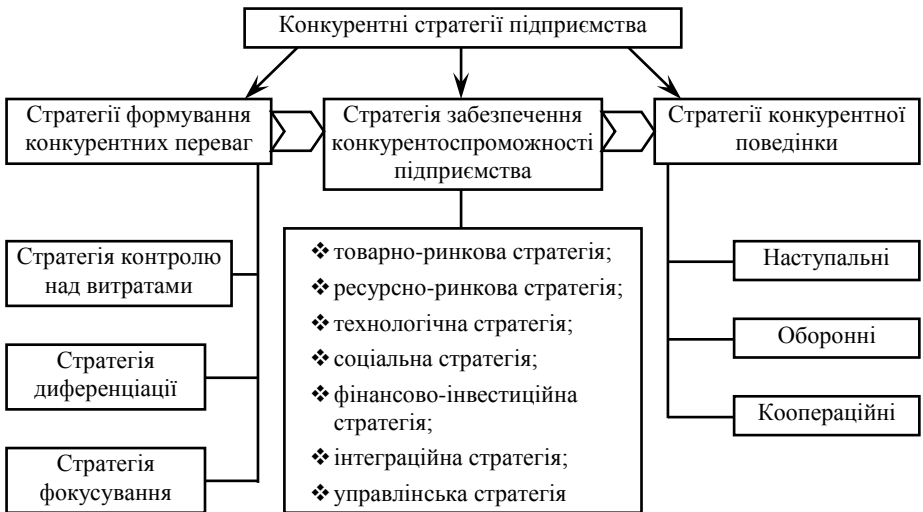 Конкурентні стратегії підприємства
Стратегії формування
конкурентних переваг
Стратегія забезпечення
конкурентоспроможності
підприємства
Стратегії конкурентної
поведінки
Стратегія контролю
над витратами
Стратегія
диференціації
Стратегія
фокусування
❖ товарно-ринкова стратегія;
❖ ресурсно-ринкова стратегія;
❖ технологічна стратегія;
❖ соціальна стратегія;
❖ фінансово-інвестиційна
стратегія;
❖ інтеграційна стратегія;
❖ управлінська стратегія
Наступальні
Оборонні
Коопераційні